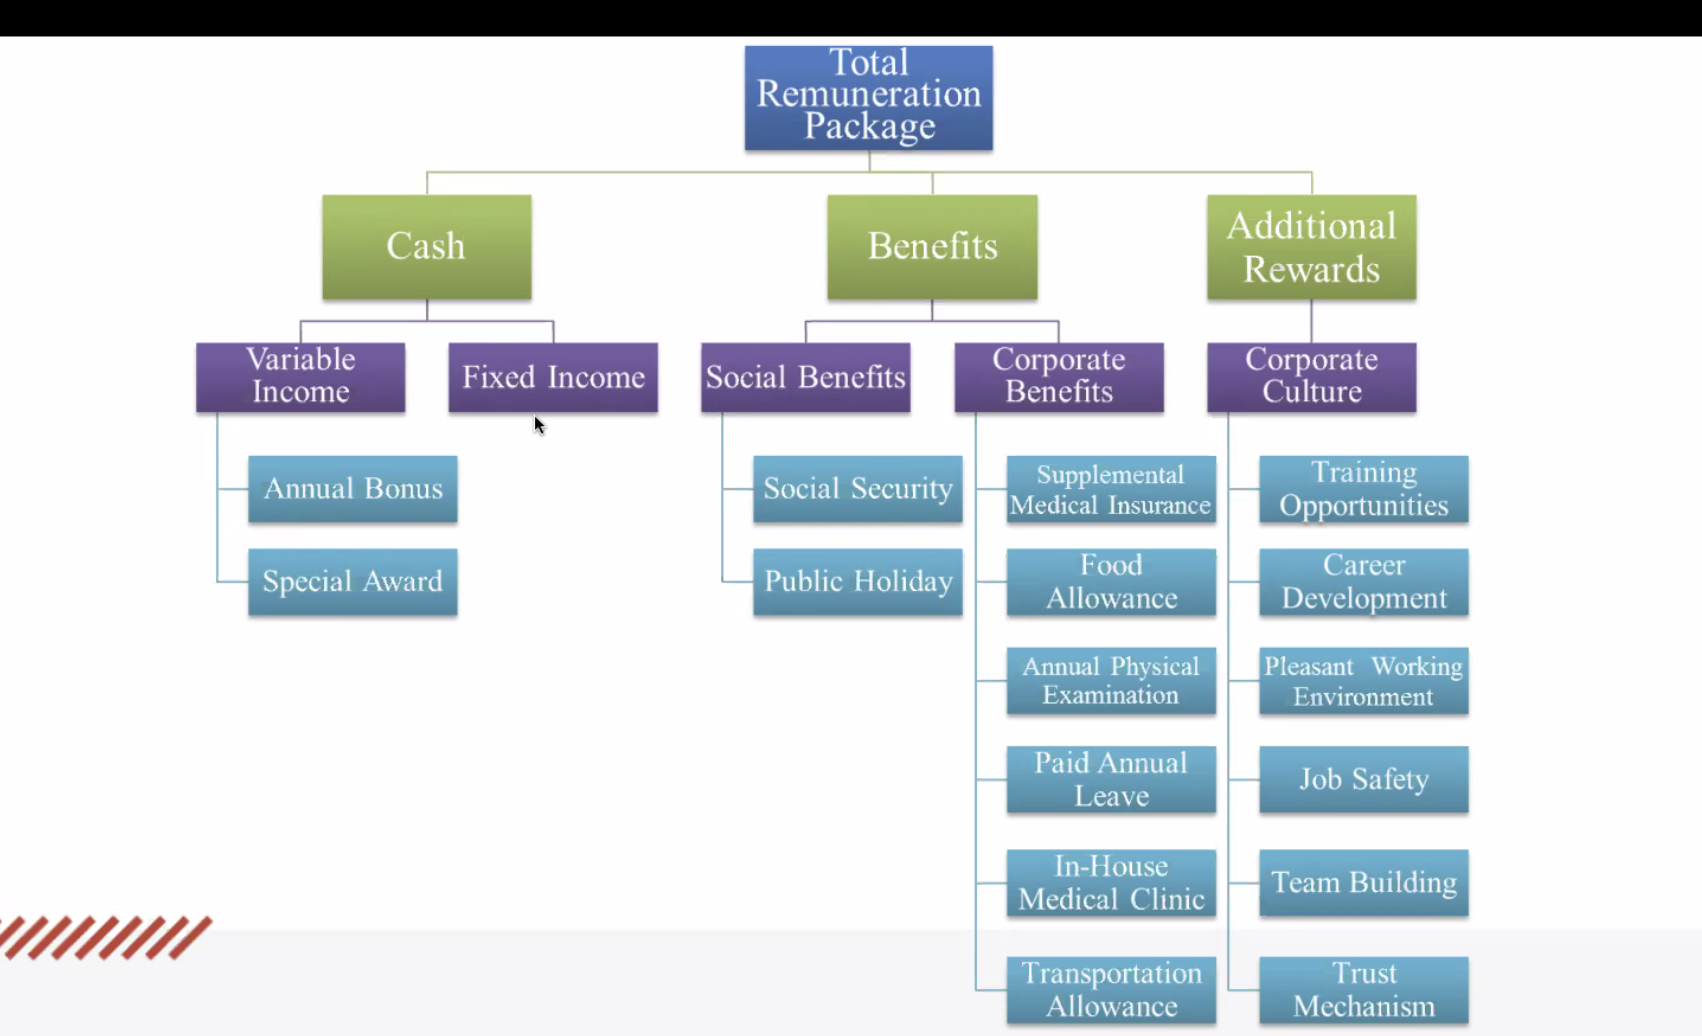 Total
Remuneration
Package
Cash
Benefits
Additional
Rewards
Variable
Income
Fixed Income
Social Benefits
Corporate
Benefits
Corporate
Culture
Annual Bonus
Special Award
Social Security
Public Holiday
Supplemental
Medical Insurance
Food
Allowance
Annual Physical
Examination
Paid Annual
Leave
In-House
Medical Clinic
Transportation
Allowance
Training
Opportunities
Career
Development
Pleasant Working
Environment
Job Safety
Team Building
Trust
Mechanism